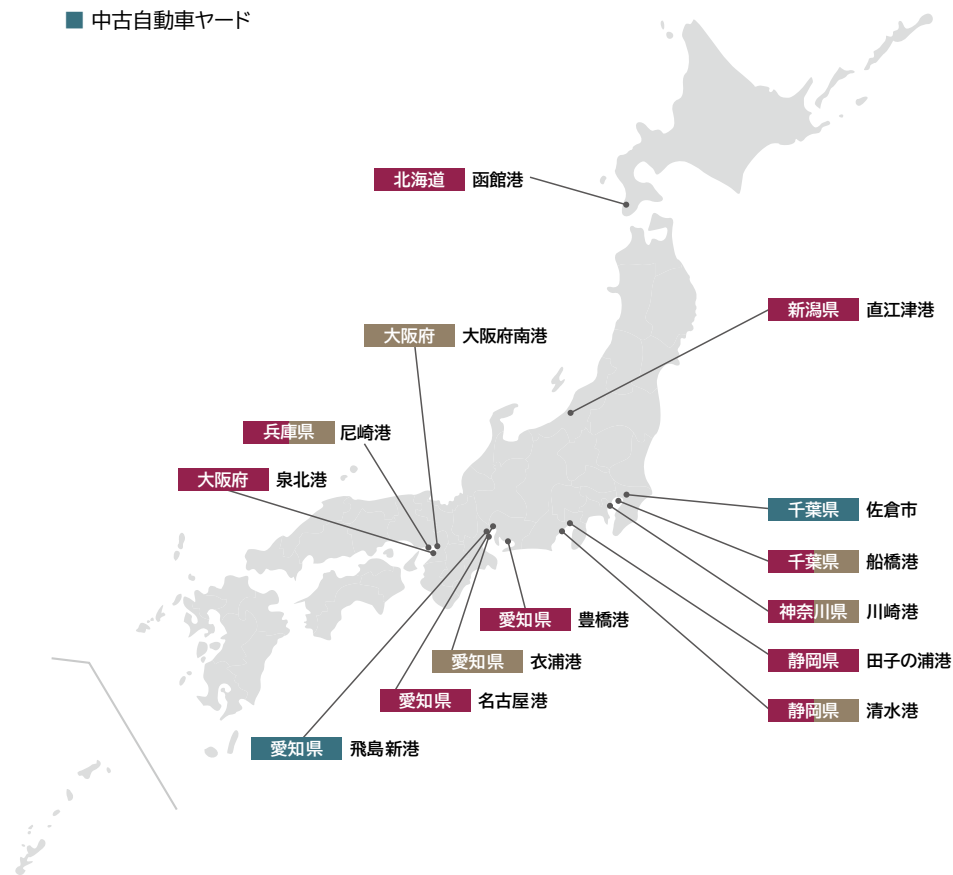 中古自動車ヤード
北海道 函館港
新潟県 直江津港
大阪府 大阪府南港
兵庫県 尼崎港
大阪府 泉北港
千葉県 佐倉市
千葉県 船橋港
神奈川県 川崎港
愛知県 豊橋港
愛知県 衣浦港
静岡県 田子の浦港
愛知県 名古屋港
静岡県 清水港
愛知県 飛島新港